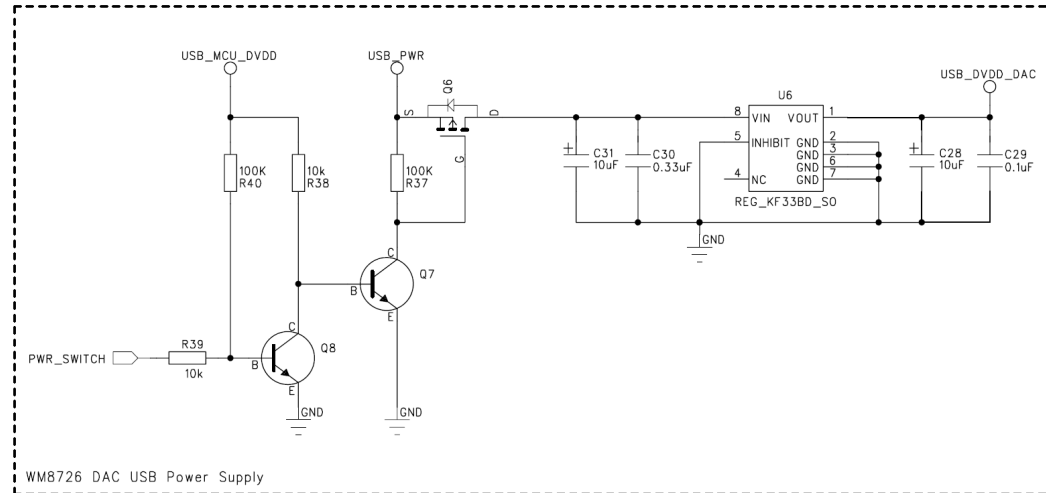 USB_MCU_DVDD
USB_PWR
USB_DVDD_DAC
Q6
S
D
G
U6
8 VIN VOUT 1
5 INHIBIT GND 2
GND 3
GND 6
4 NC GND 7
REG_KF33BD_SO
100K
R40
10k
R38
100K
R37
+
C31
10uF
C30
0.33uF
+
C28
10uF
C29
0.1uF
GND
C
B
E
Q7
PWR_SWITCH
R39
10k
C
B
E
Q8
GND
GND
WM8726 DAC USB Power Supply